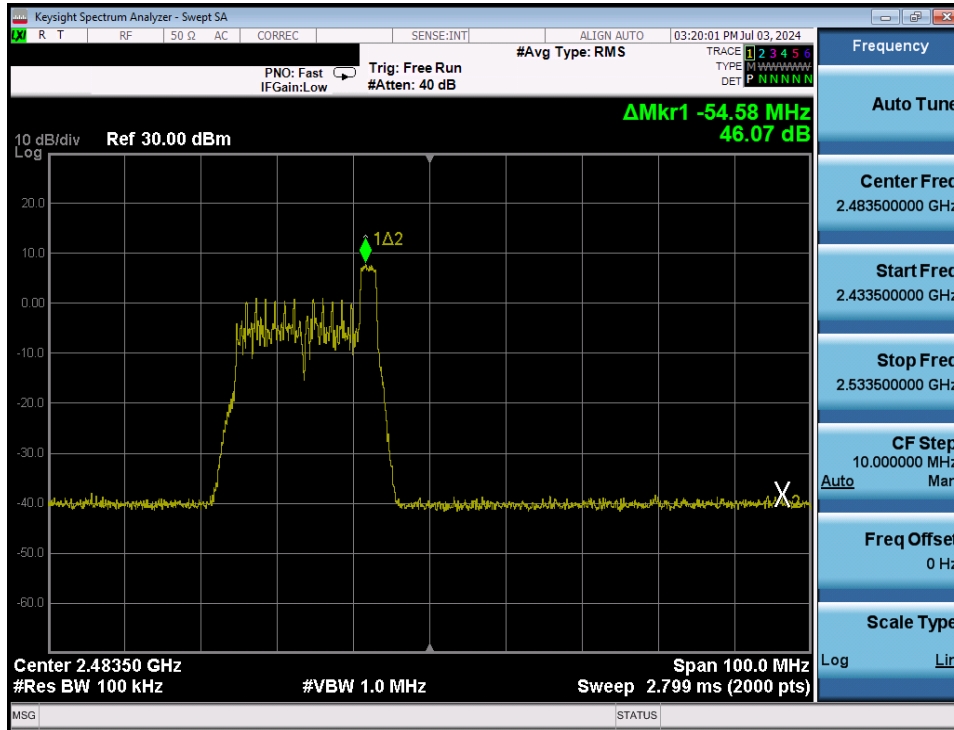 Keysight Spectrum Analyzer - Swept SA
LXI R T RF 50 Ω AC CORREC SENSE:INT ALIGN AUTO 03:20:01 PM Jul 03, 2024
#Avg Type: RMS
TRACE 1 2 3 4 5 6
PNO: Fast Trig: Free Run
TYPE M WWWWW
IFGain:Low #Atten: 40 dB
DET P N N N N N
ΔMkr1 -54.58 MHz
46.07 dB
10 dB/div Ref 30.00 dBm
Log
20.0
10.0
0.00
-10.0
-20.0
-30.0
-40.0
-50.0
-60.0
1Δ2
X2
Center 2.48350 GHz Span 100.0 MHz
#Res BW 100 kHz #VBW 1.0 MHz Sweep 2.799 ms (2000 pts)
MSG STATUS
Frequency
Auto Tune
Center Freq
2.483500000 GHz
Start Freq
2.433500000 GHz
Stop Freq
2.533500000 GHz
CF Step
10.000000 MHz
Auto Man
Freq Offset
0 Hz
Scale Type
Log Lin